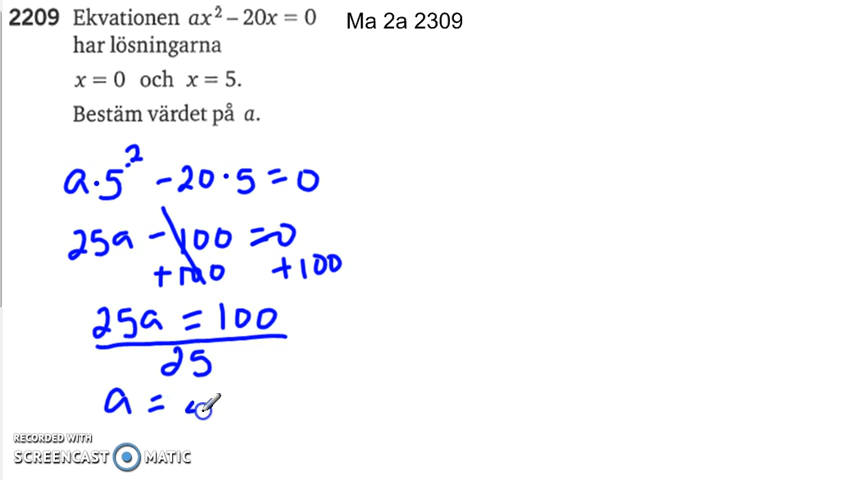 2209 Ekvationen ax² – 20x = 0 Ma 2a 2309
har lösningarna
x = 0 och x = 5.
Bestäm värdet på a.
a·5² - 20·5 = 0
25a - 100 = 0
+100 +100
25a = 100
25
a = 4
RECORDED WITH
SCREENCAST MATIC